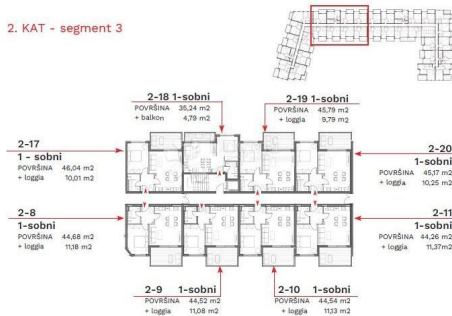 2. KAT - segment 3
2-18 1-sobni
POVRŠINA 35,24 m2
+ balkon 4,79 m2
2-19 1-sobni
POVRŠINA 45,79 m2
+ loggia 9,79 m2
2-17
1 - sobni
POVRŠINA 46,04 m2
+ loggia 10,01 m2
2-20
1-sobni
POVRŠINA 45,17 m2
+ loggia 10,25 m2
2-8
1-sobni
POVRŠINA 44,68 m2
+ loggia 11,18 m2
2-11
1-sobni
POVRŠINA 44,26 m2
+ loggia 11,37m2
2-9 1-sobni
POVRŠINA 44,52 m2
+ loggia 11,08 m2
2-10 1-sobni
POVRŠINA 44,54 m2
+ loggia 11,13 m2